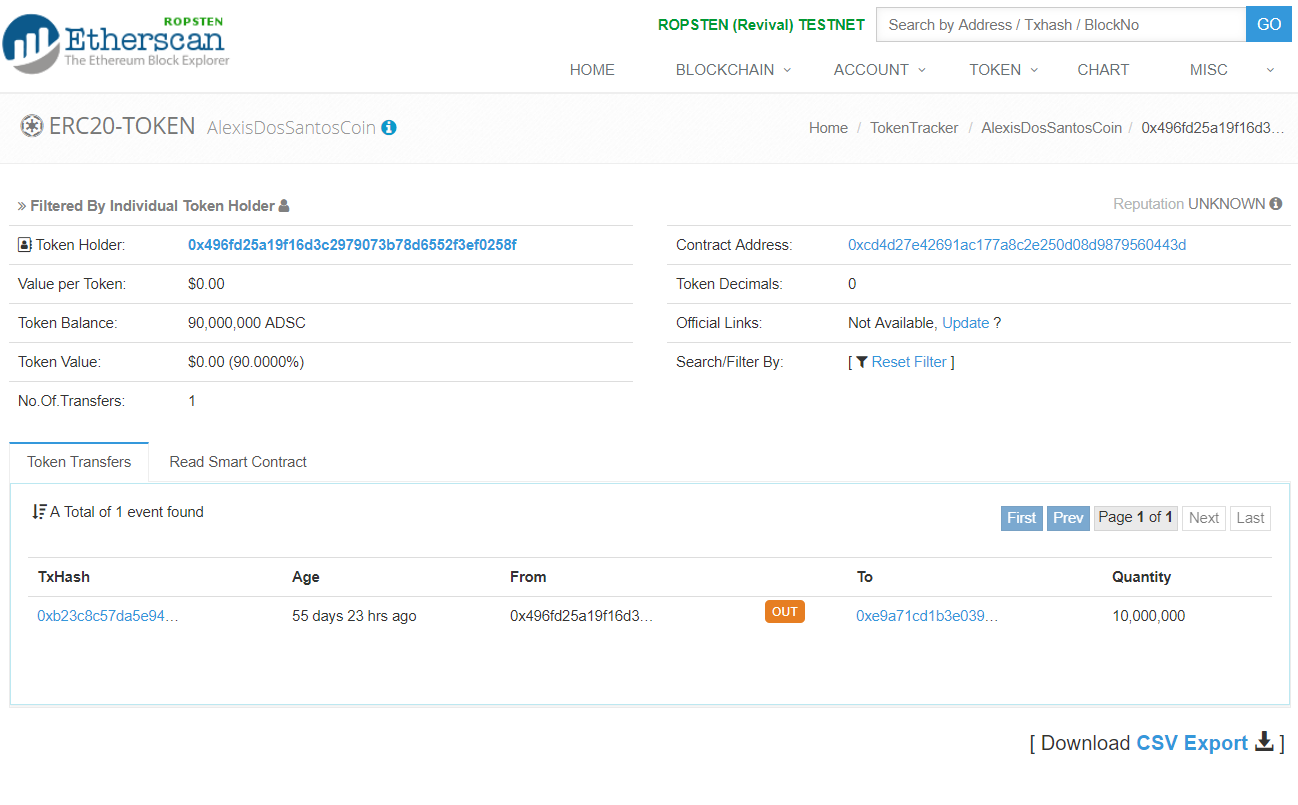 ROPSTEN
Etherscan
The Ethereum Block Explorer
ROPSTEN (Revival) TESTNET
Search by Address / Txhash / BlockNo
GO
HOME BLOCKCHAIN ACCOUNT TOKEN CHART MISC
ERC20-TOKEN AlexisDosSantosCoin
Home / TokenTracker / AlexisDosSantosCoin / 0x496fd25a19f16d3...
» Filtered By Individual Token Holder
Reputation UNKNOWN
Token Holder: 0x496fd25a19f16d3c2979073b78d6552f3ef0258f
Value per Token: $0.00
Token Balance: 90,000,000 ADSC
Token Value: $0.00 (90.0000%)
No.Of.Transfers: 1
Contract Address: 0xcd4d27e42691ac177a8c2e250d08d9879560443d
Token Decimals: 0
Official Links: Not Available, Update ?
Search/Filter By: [ Reset Filter ]
Token Transfers Read Smart Contract
A Total of 1 event found
First Prev Page 1 of 1 Next Last
TxHash Age From To Quantity
0xb23c8c57da5e94... 55 days 23 hrs ago 0x496fd25a19f16d3... OUT 0xe9a71cd1b3e039... 10,000,000
[ Download CSV Export ]